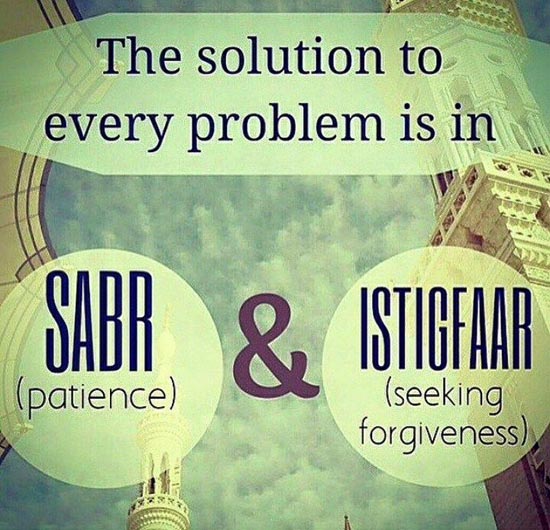 The solution to
every problem is in
SABR
(patience)
&
ISTIGFAAR
(seeking
forgiveness)